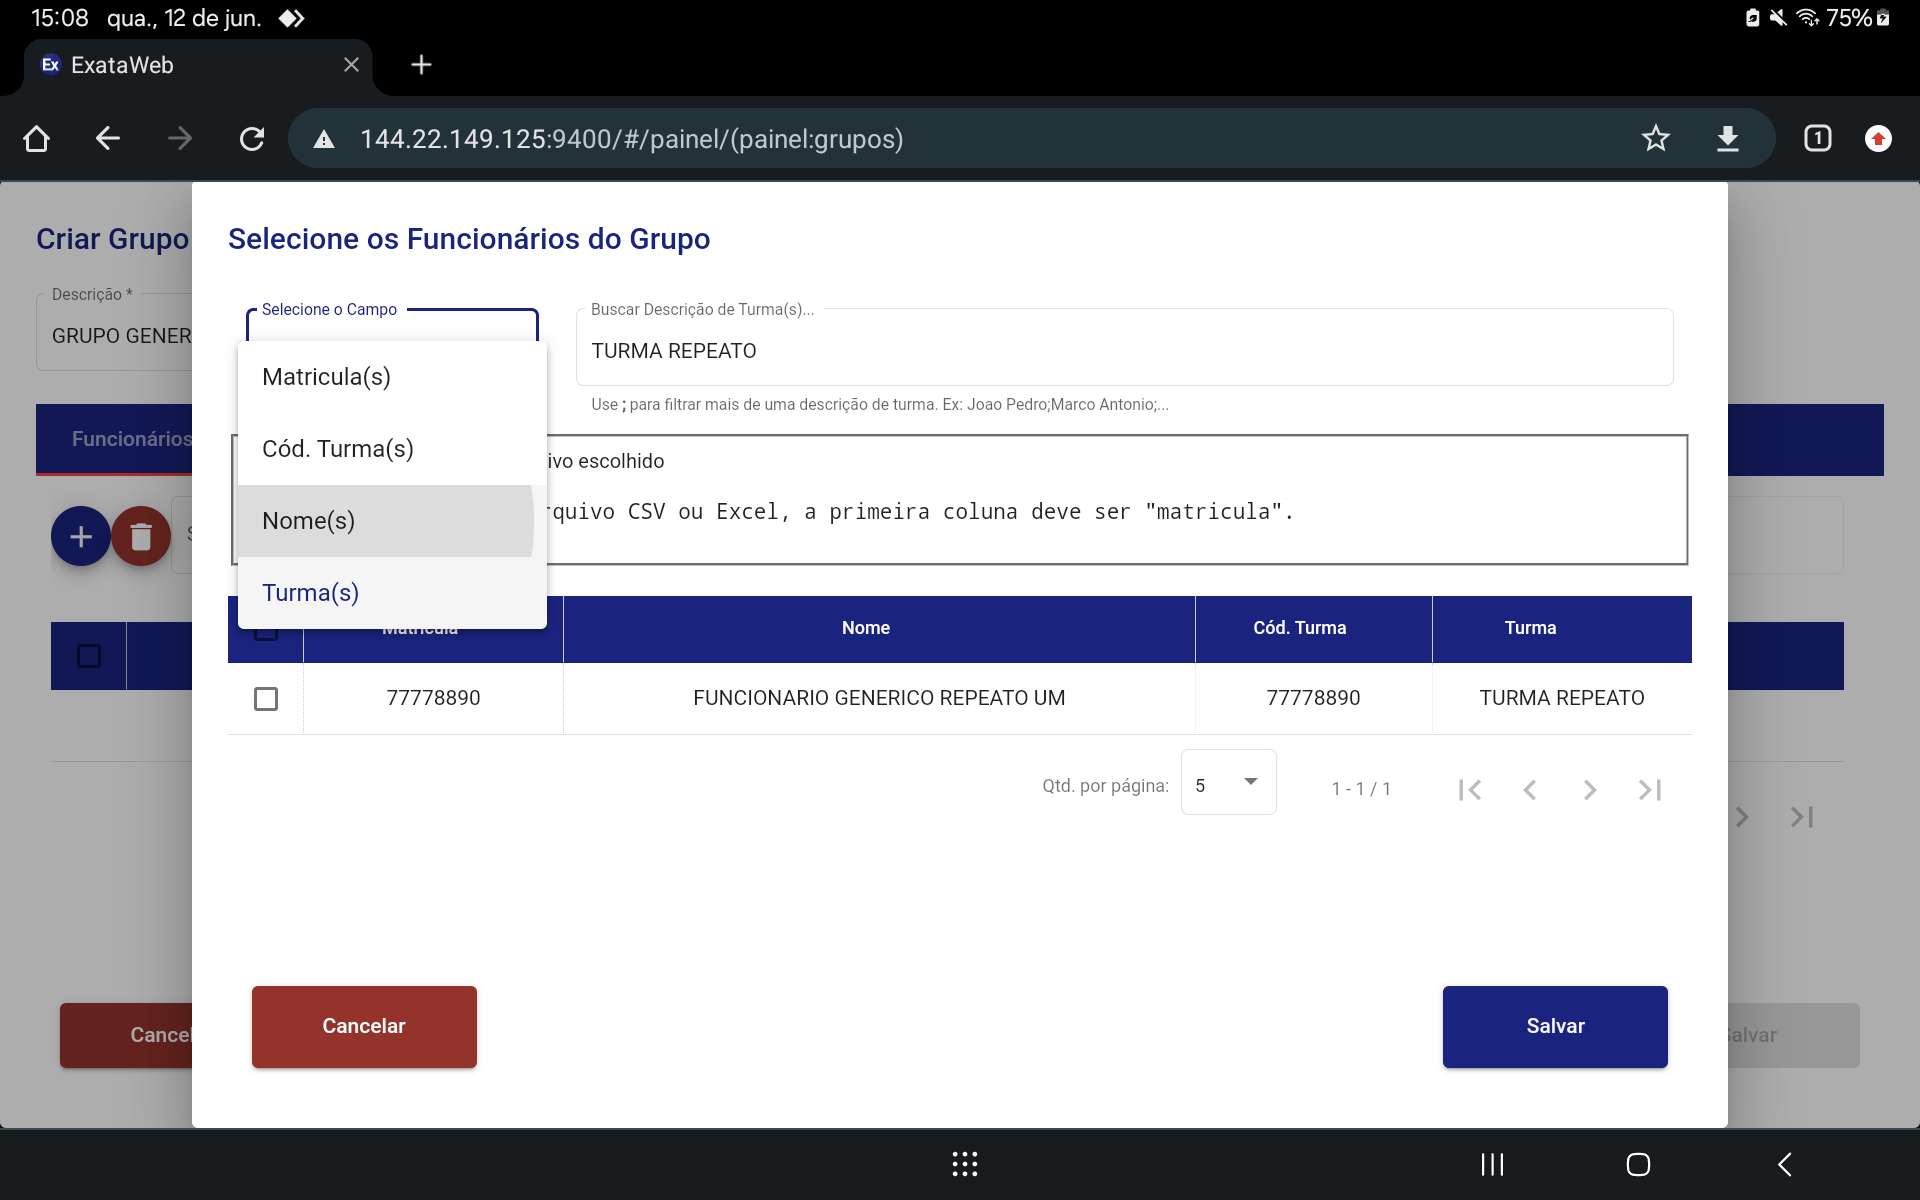 15:08 qua., 12 de jun. 75%
Ex ExataWeb
144.22.149.125:9400/#/painel/(painel:grupos) 1
Criar Grupo
Selecione os Funcionários do Grupo
Descrição *
GRUPO GENER
Selecione o Campo
Buscar Descrição de Turma(s)...
TURMA REPEATO
Use ; para filtrar mais de uma descrição de turma. Ex: Joao Pedro;Marco Antonio;...
Matricula(s)
Cód. Turma(s)
Nome(s)
Turma(s)
Funcionários
ivo escolhido
rquivo CSV ou Excel, a primeira coluna deve ser "matricula".
Matricula Nome Cód. Turma Turma
77778890 FUNCIONARIO GENERICO REPEATO UM 77778890 TURMA REPEATO
Qtd. por página: 5 1 - 1 / 1
Cancelar Salvar
Cancel alvar